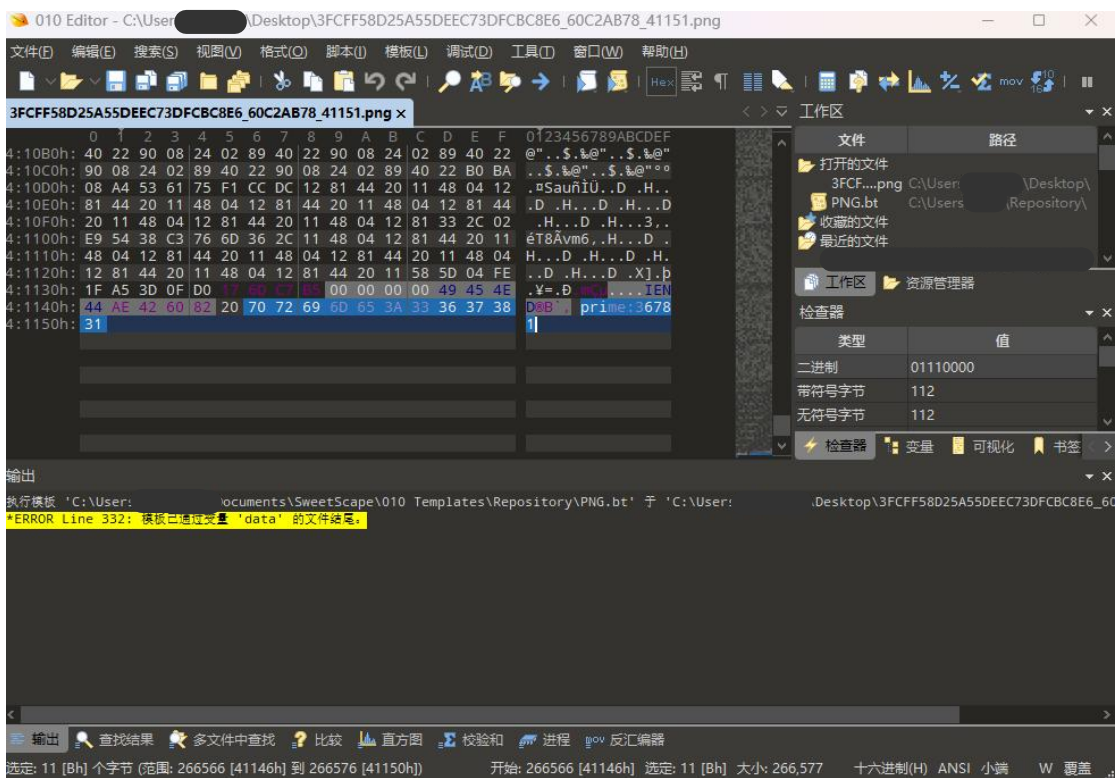 010 Editor - C:\User \Desktop\3FCFF58D25A55DEEC73DFCBC8E6_60C2AB78_41151.png
文件(F) 编辑(E) 搜索(S) 视图(V) 格式(O) 脚本(I) 模板(L) 调试(D) 工具(T) 窗口(W) 帮助(H)
Hex mov
3FCFF58D25A55DEEC73DFCBC8E6_60C2AB78_41151.png ×
0 1 2 3 4 5 6 7 8 9 A B C D E F 0123456789ABCDEF
4:10B0h: 40 22 90 08 24 02 89 40 22 90 08 24 02 89 40 22 @"..$.‰@"..$.‰@"
4:10C0h: 90 08 24 02 89 40 22 90 08 24 02 89 40 22 B0 BA ..$.‰@"..$.‰@"°º
4:10D0h: 08 A4 53 61 75 F1 CC DC 12 81 44 20 11 48 04 12 .¤SauñÌÜ..D .H..
4:10E0h: 81 44 20 11 48 04 12 81 44 20 11 48 04 12 81 44 .D .H...D .H...D
4:10F0h: 20 11 48 04 12 81 44 20 11 48 04 12 81 33 2C 02 .H...D .H...3,.
4:1100h: E9 54 38 C3 76 6D 36 2C 11 48 04 12 81 44 20 11 éT8Ãvm6,.H...D .
4:1110h: 48 04 12 81 44 20 11 48 04 12 81 44 20 11 48 04 H...D .H...D .H.
4:1120h: 12 81 44 20 11 48 04 12 81 44 20 11 58 5D 04 FE ..D .H...D .X].þ
4:1130h: 1F A5 3D 0F D0 17 6D C7 B5 00 00 00 00 49 45 4E .¥=.Ð.mÇµ....IEN
4:1140h: 44 AE 42 60 82 20 70 72 69 6D 65 3A 33 36 37 38 D®B`‚ prime:3678
4:1150h: 31 1
工作区
文件 路径
打开的文件
3FCF....png C:\User \Desktop\
PNG.bt C:\Users \Repository\
收藏的文件
最近的文件
工作区 资源管理器
检查器
类型 值
二进制 01110000
带符号字节 112
无符号字节 112
检查器 变量 可视化 书签
输出
执行模板 'C:\User: ocuments\SweetScape\010 Templates\Repository\PNG.bt' 于 'C:\User: .Desktop\3FCFF58D25A55DEEC73DFCBC8E6_60
*ERROR Line 332: 模板已通过变量 'data' 的文件结尾。
输出 查找结果 多文件中查找 比较 直方图 校验和 进程 反汇编器
选定: 11 [Bh] 个字节 (范围: 266566 [41146h] 到 266576 [41150h]) 开始: 266566 [41146h] 选定: 11 [Bh] 大小: 266,577 十六进制(H) ANSI 小端 W 覆盖